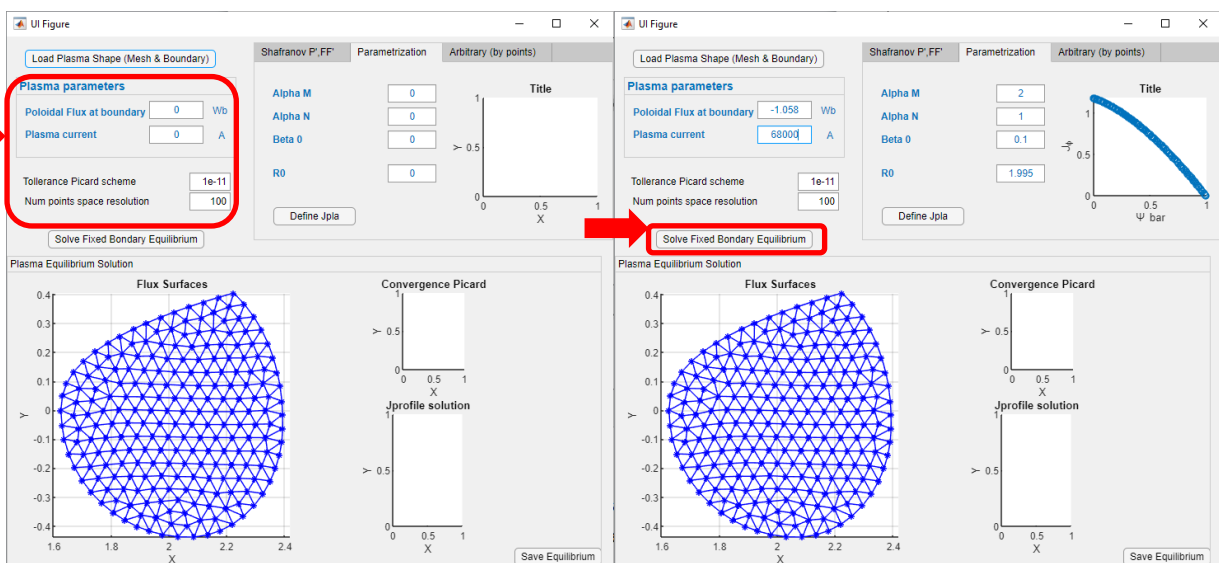 UI Figure
Load Plasma Shape (Mesh & Boundary)
Plasma parameters
Poloidal Flux at boundary 0 Wb
Plasma current 0 A
Tollerance Picard scheme 1e-11
Num points space resolution 100
Solve Fixed Bondary Equilibrium
Shafranov P',FF' Parametrization Arbitrary (by points)
Alpha M 0
Alpha N 0
Beta 0 0
R0 0
Define Jpla
Title
1
0.5
0
Y
0 0.5 1
X
Plasma Equilibrium Solution
Flux Surfaces
0.4
0.3
0.2
0.1
0
-0.1
-0.2
-0.3
-0.4
Y
1.6 1.8 2 2.2 2.4
X
Convergence Picard
1
0.5
0
Y
0 0.5 1
X
Jprofile solution
1
0.5
0
Y
0 0.5 1
X
Save Equilibrium
UI Figure
Load Plasma Shape (Mesh & Boundary)
Plasma parameters
Poloidal Flux at boundary -1.058 Wb
Plasma current 68000 A
Tollerance Picard scheme 1e-11
Num points space resolution 100
Solve Fixed Bondary Equilibrium
Shafranov P',FF' Parametrization Arbitrary (by points)
Alpha M 2
Alpha N 1
Beta 0 0.1
R0 1.995
Define Jpla
Title
1
0.5
0
Jφ
0 0.5 1
Ψ bar
Plasma Equilibrium Solution
Flux Surfaces
0.4
0.3
0.2
0.1
0
-0.1
-0.2
-0.3
-0.4
Y
1.6 1.8 2 2.2 2.4
X
Convergence Picard
1
0.5
0
Y
0 0.5 1
X
Jprofile solution
1
0.5
0
Y
0 0.5 1
X
Save Equilibrium